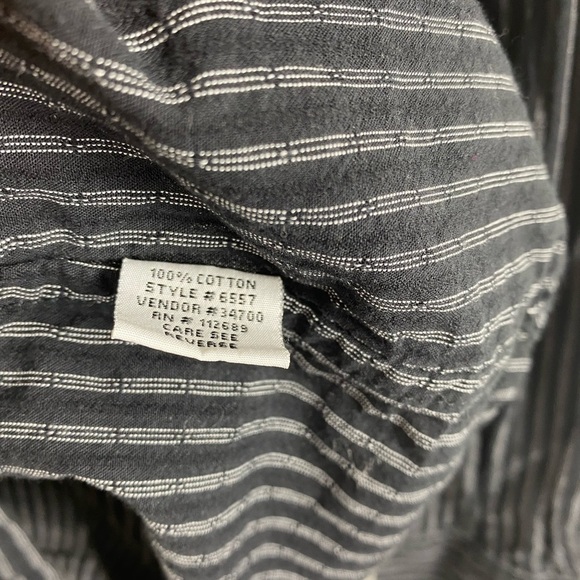 100% COTTON
STYLE # 6557
VENDOR #34700
RN # 112689
CARE SEE
REVERSE